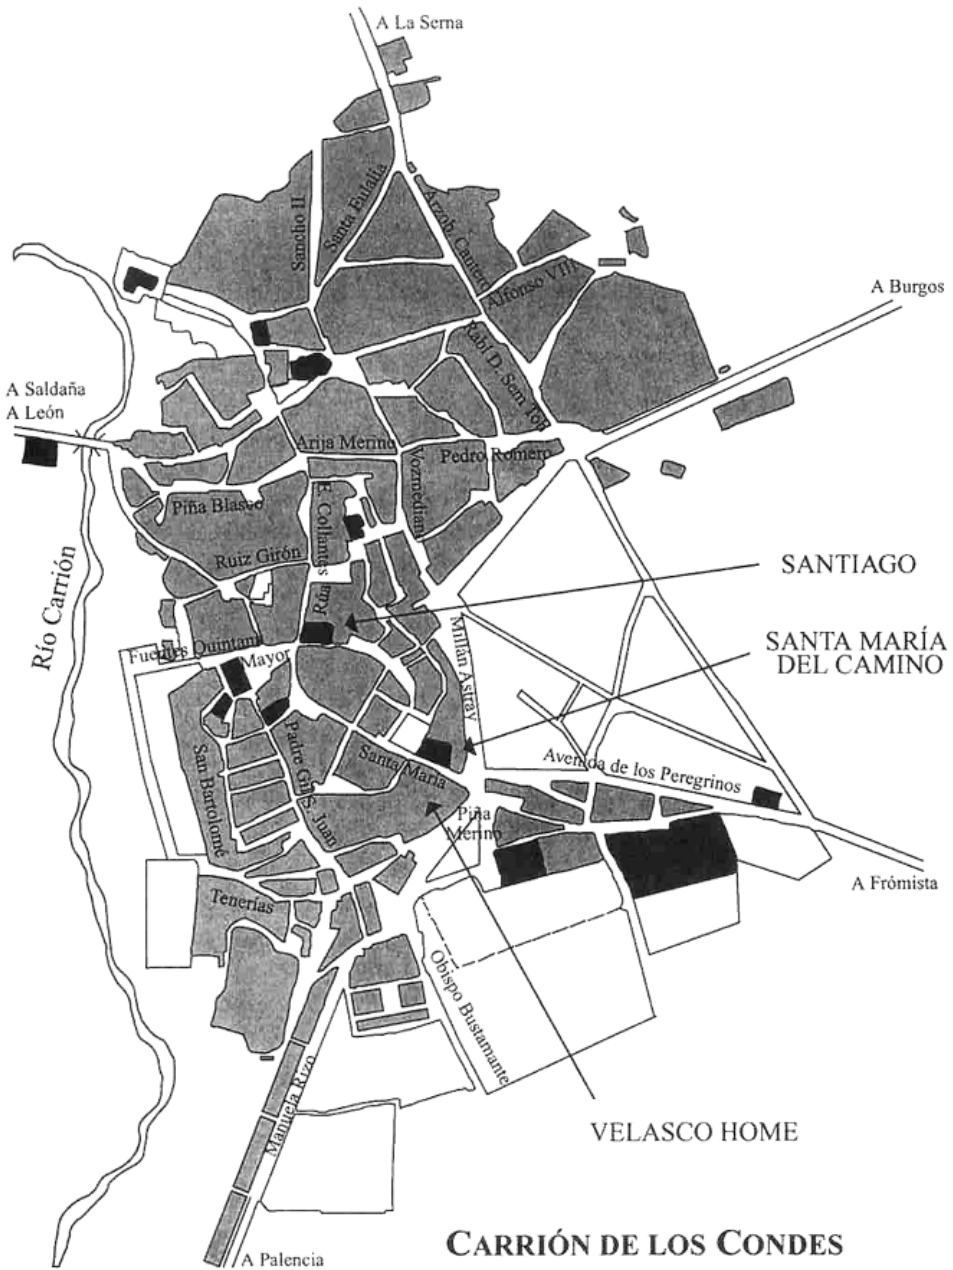 A La Serna
Sancho II
Santa Eulalia
Arzob. Cantero
Alfonso VIII
A Burgos
Rabí D. Sam Tob
A Saldaña
A León
Arija Merino
Pedro Romero
Vozmediano
Piña Blasco
E. Collantes
Ruiz Girón
Rúa
SANTIAGO
Río Carrión
Fuentes Quintana
Mayor
Millán Astray
SANTA MARÍA
DEL CAMINO
San Bartolomé
Padre Gil
S. Juan
Santa María
Avenida de los Peregrinos
Piña
Merino
A Frómista
Tenerías
Obispo Bustamante
Manuela Rizo
VELASCO HOME
A Palencia
CARRIÓN DE LOS CONDES